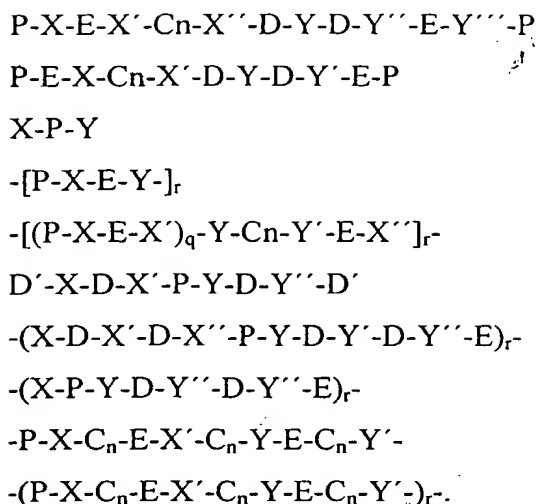 P-X-E-X´-Cn-X´´-D-Y-D-Y´´-E-Y´´´-P
P-E-X-Cn-X´-D-Y-D-Y´-E-P
X-P-Y
-[P-X-E-Y-]r
-[(P-X-E-X´)q-Y-Cn-Y´-E-X´´]r-
D´-X-D-X´-P-Y-D-Y´´-D´
-(X-D-X´-D-X´´-P-Y-D-Y´-D-Y´´-E)r-
-(X-P-Y-D-Y´´-D-Y´´-E)r-
-P-X-Cn-E-X´-Cn-Y-E-Cn-Y´-
-(P-X-Cn-E-X´-Cn-Y-E-Cn-Y´-)r-.